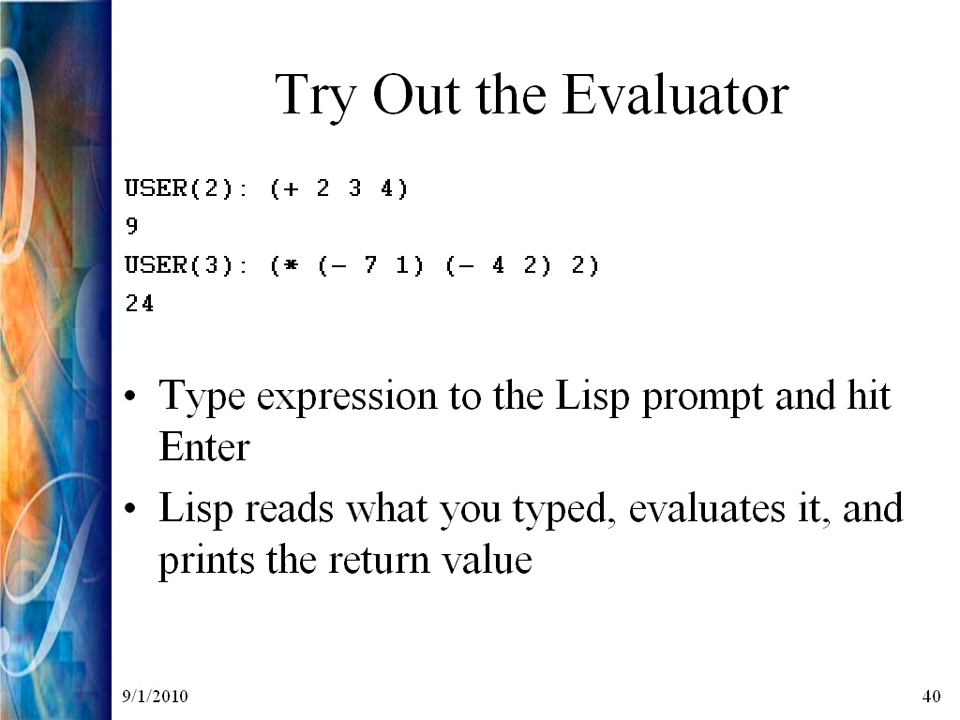 Try Out the Evaluator
USER(2): (+ 2 3 4)
9
USER(3): (* (– 7 1) (– 4 2) 2)
24
• Type expression to the Lisp prompt and hit
Enter
• Lisp reads what you typed, evaluates it, and
prints the return value
9/1/2010
40